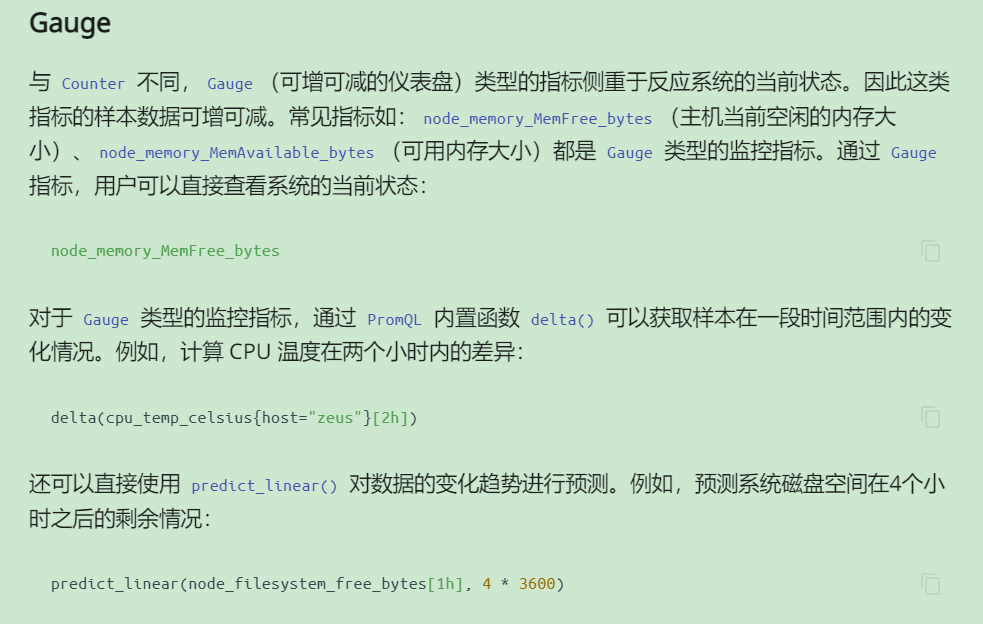 Gauge
与 Counter 不同， Gauge （可增可减的仪表盘）类型的指标侧重于反应系统的当前状态。因此这类
指标的样本数据可增可减。常见指标如： node_memory_MemFree_bytes （主机当前空闲的内存大
小）、 node_memory_MemAvailable_bytes （可用内存大小）都是 Gauge 类型的监控指标。通过 Gauge
指标，用户可以直接查看系统的当前状态：
node_memory_MemFree_bytes
对于 Gauge 类型的监控指标，通过 PromQL 内置函数 delta() 可以获取样本在一段时间范围内的变
化情况。例如，计算 CPU 温度在两个小时内的差异：
delta(cpu_temp_celsius{host="zeus"}[2h])
还可以直接使用 predict_linear() 对数据的变化趋势进行预测。例如，预测系统磁盘空间在4个小
时之后的剩余情况：
predict_linear(node_filesystem_free_bytes[1h], 4 * 3600)